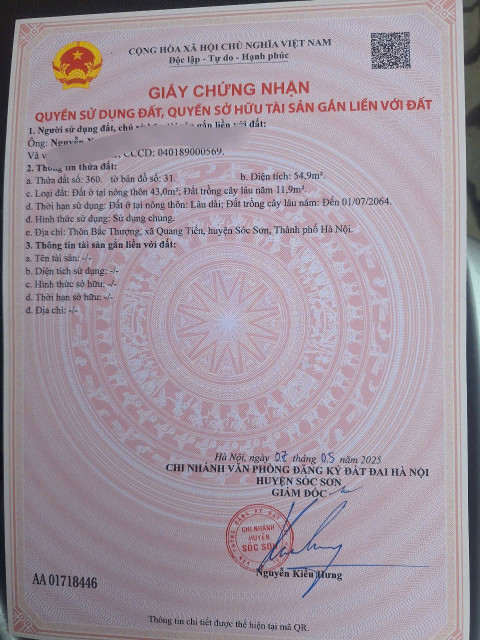 CỘNG HÒA XÃ HỘI CHỦ NGHĨA VIỆT NAM
Độc lập - Tự do - Hạnh phúc
GIẤY CHỨNG NHẬN
QUYỀN SỬ DỤNG ĐẤT, QUYỀN SỞ HỮU TÀI SẢN GẮN LIỀN VỚI ĐẤT
1. Người sử dụng đất, chủ sở hữu tài sản gắn liền với đất:
Ông: Nguyễn
Và CCCD: 040189000569.
2. Thông tin thửa đất:
a. Thửa đất số: 360. tờ bản đồ số: 31 b. Diện tích: 54,9m².
c. Loại đất: Đất ở tại nông thôn 43,0m²; Đất trồng cây lâu năm 11,9m².
d. Thời hạn sử dụng: Đất ở tại nông thôn: Lâu dài; Đất trồng cây lâu năm: Đến 01/07/2064.
đ. Hình thức sử dụng: Sử dụng chung.
e. Địa chỉ: Thôn Bắc Thượng, xã Quang Tiến, huyện Sóc Sơn, Thành phố Hà Nội.
3. Thông tin tài sản gắn liền với đất:
a. Tên tài sản: -/-
b. Diện tích sử dụng: -/-
c. Hình thức sở hữu: -/-
d. Thời hạn sở hữu: -/-
đ. Địa chỉ: -/-
Hà Nội, ngày 07 tháng 05 năm 2025
CHI NHÁNH VĂN PHÒNG ĐĂNG KÝ ĐẤT ĐAI HÀ NỘI
HUYỆN SÓC SƠN
GIÁM ĐỐC
CHI NHÁNH
HUYỆN
SÓC SƠN
Nguyễn Kiều Hưng
AA 01718446
Thông tin chi tiết được thể hiện tại mã QR.